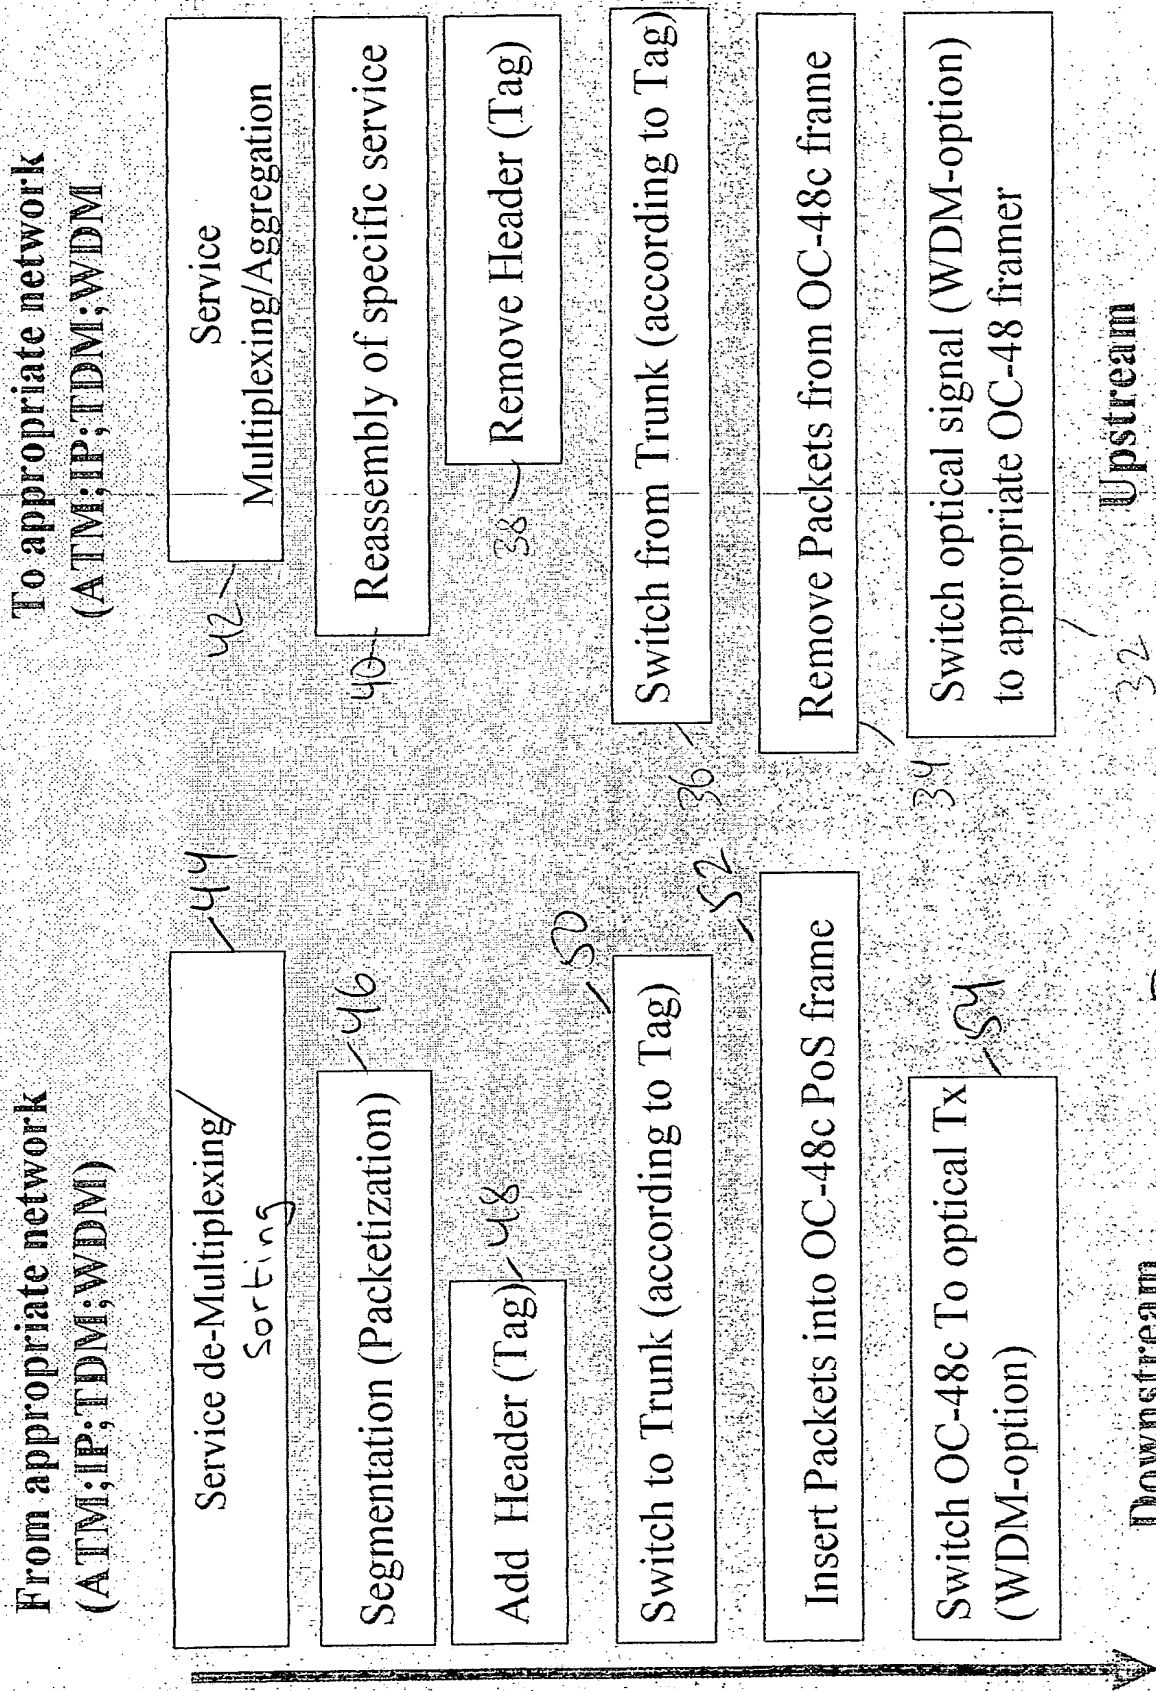 From appropriate network
(ATM;IP;TDM;WDM)
Service de-Multiplexing/
Sorting
44
Segmentation (Packetization)
46
Add Header (Tag)
48
Switch to Trunk (according to Tag)
50
Insert Packets into OC-48c PoS frame
52
Switch OC-48c To optical Tx
(WDM-option)
54
Downstream
To appropriate network
(ATM;IP;TDM;WDM
Service
Multiplexing/Aggregation
42
Reassembly of specific service
40
Remove Header (Tag)
38
Switch from Trunk (according to Tag)
36
Remove Packets from OC-48c frame
34
Switch optical signal (WDM-option)
to appropriate OC-48 framer
32
Upstream